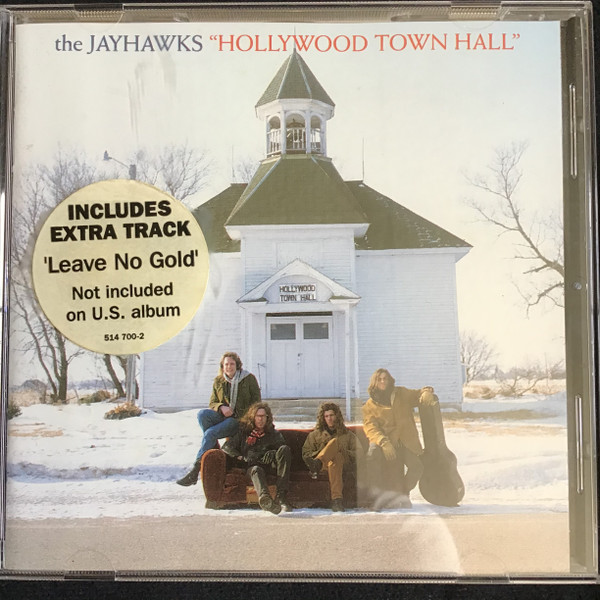 the JAYHAWKS “HOLLYWOOD TOWN HALL”
INCLUDES
EXTRA TRACK
'Leave No Gold'
Not included
on U.S. album
514 700-2
HOLLYWOOD
TOWN HALL